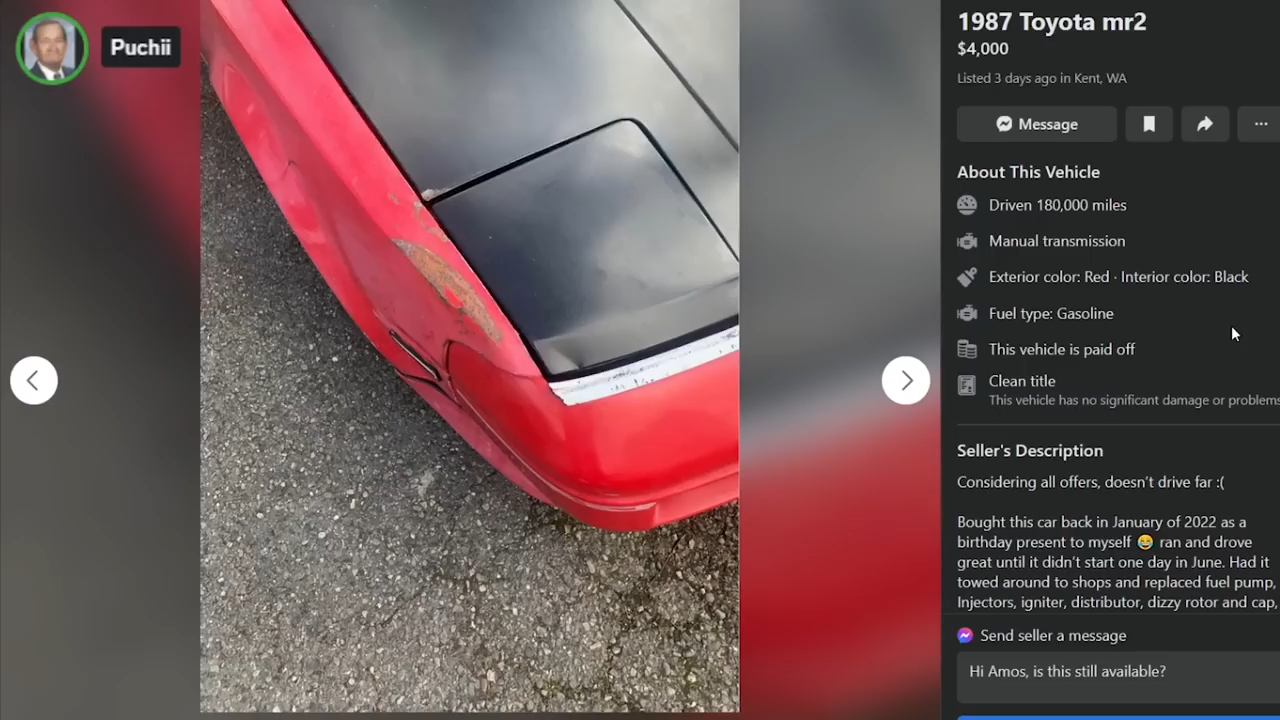 Puchii
1987 Toyota mr2
$4,000
Listed 3 days ago in Kent, WA
Message
About This Vehicle
Driven 180,000 miles
Manual transmission
Exterior color: Red · Interior color: Black
Fuel type: Gasoline
This vehicle is paid off
Clean title
This vehicle has no significant damage or problems
Seller's Description
Considering all offers, doesn't drive far :(
Bought this car back in January of 2022 as a
birthday present to myself 😂 ran and drove
great until it didn't start one day in June. Had it
towed around to shops and replaced fuel pump,
Injectors, igniter, distributor, dizzy rotor and cap,
Send seller a message
Hi Amos, is this still available?